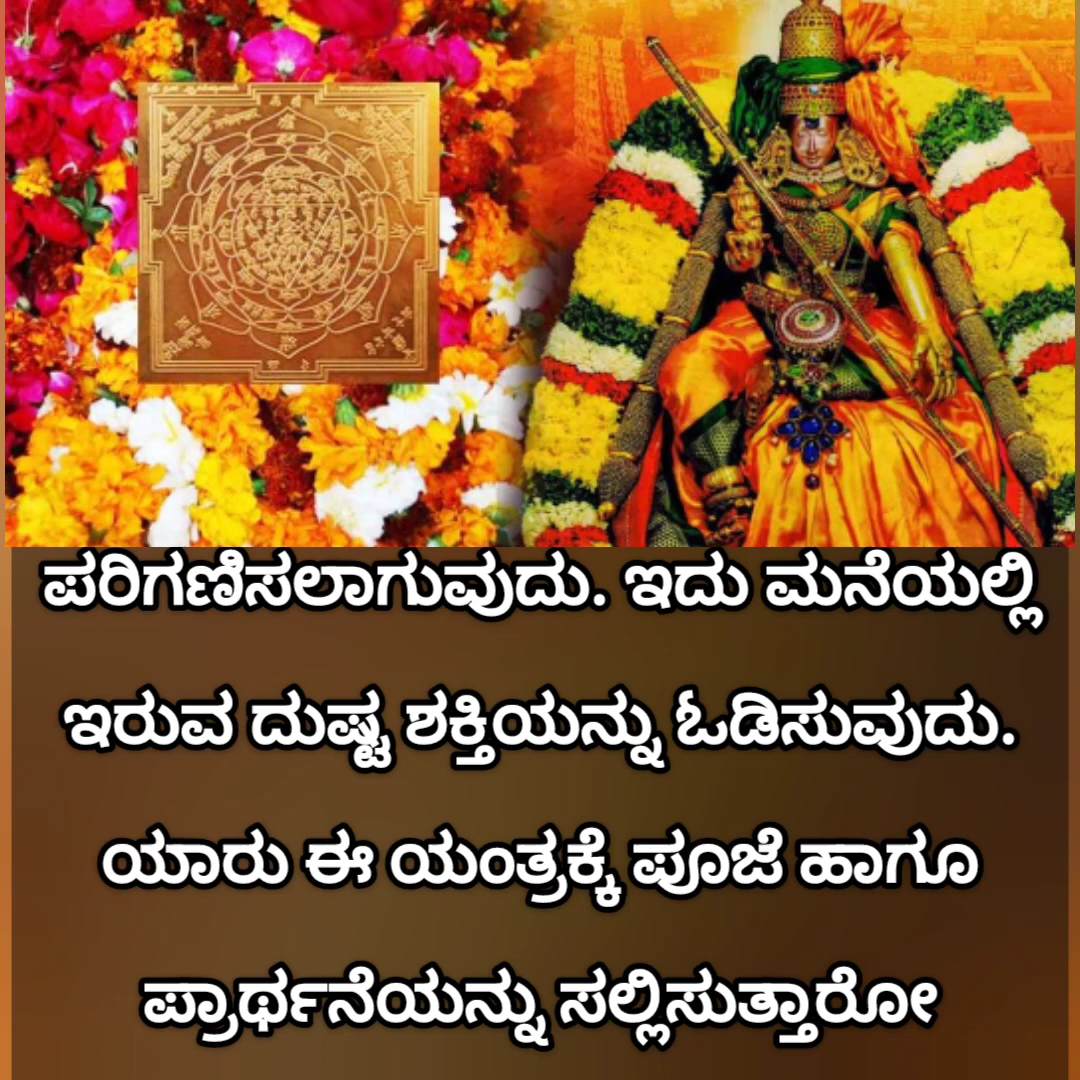 ಪರಿಗಣಿಸಲಾಗುವುದು. ಇದು ಮನೆಯಲ್ಲಿ
ಇರುವ ದುಷ್ಟ ಶಕ್ತಿಯನ್ನು ಓಡಿಸುವುದು.
ಯಾರು ಈ ಯಂತ್ರಕ್ಕೆ ಪೂಜೆ ಹಾಗೂ
ಪ್ರಾರ್ಥನೆಯನ್ನು ಸಲ್ಲಿಸುತ್ತಾರೋ